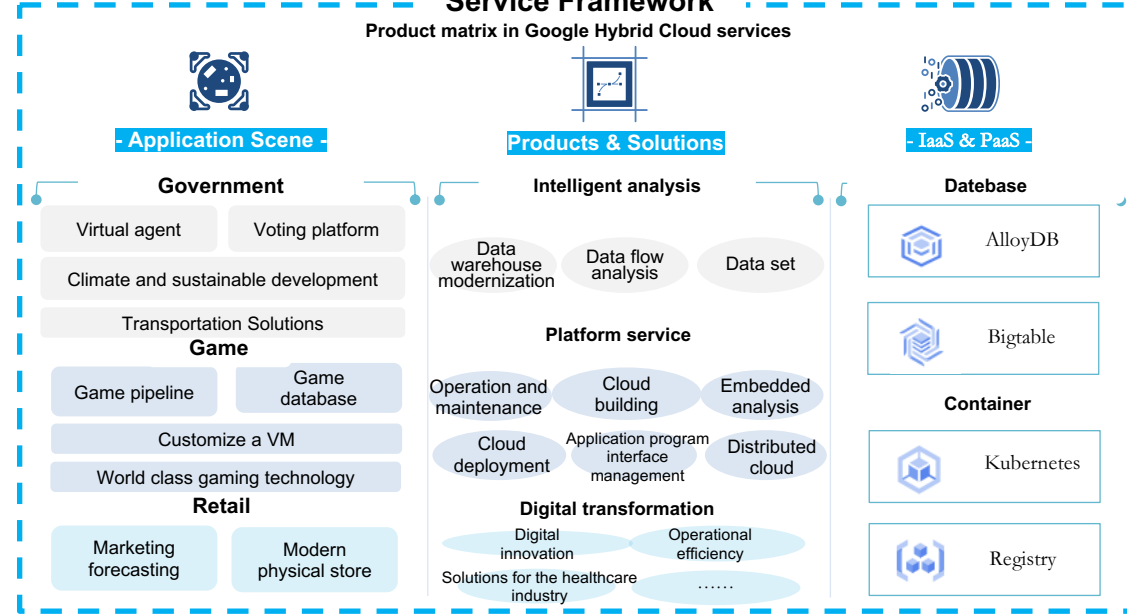 Service Framework
Product matrix in Google Hybrid Cloud services
- Application Scene -
Government
Virtual agent
Voting platform
Climate and sustainable development
Transportation Solutions
Game
Game pipeline
Game
database
Customize a VM
World class gaming technology
Retail
Marketing
forecasting
Modern
physical store
Products & Solutions
Intelligent analysis
Data
warehouse
modernization
Data flow
analysis
Data set
Platform service
Operation and
maintenance
Cloud
building
Embedded
analysis
Cloud
deployment
Application program
interface
management
Distributed
cloud
Digital transformation
Digital
innovation
Operational
efficiency
Solutions for the healthcare
industry
……
- IaaS & PaaS -
Datebase
AlloyDB
Bigtable
Container
Kubernetes
Registry